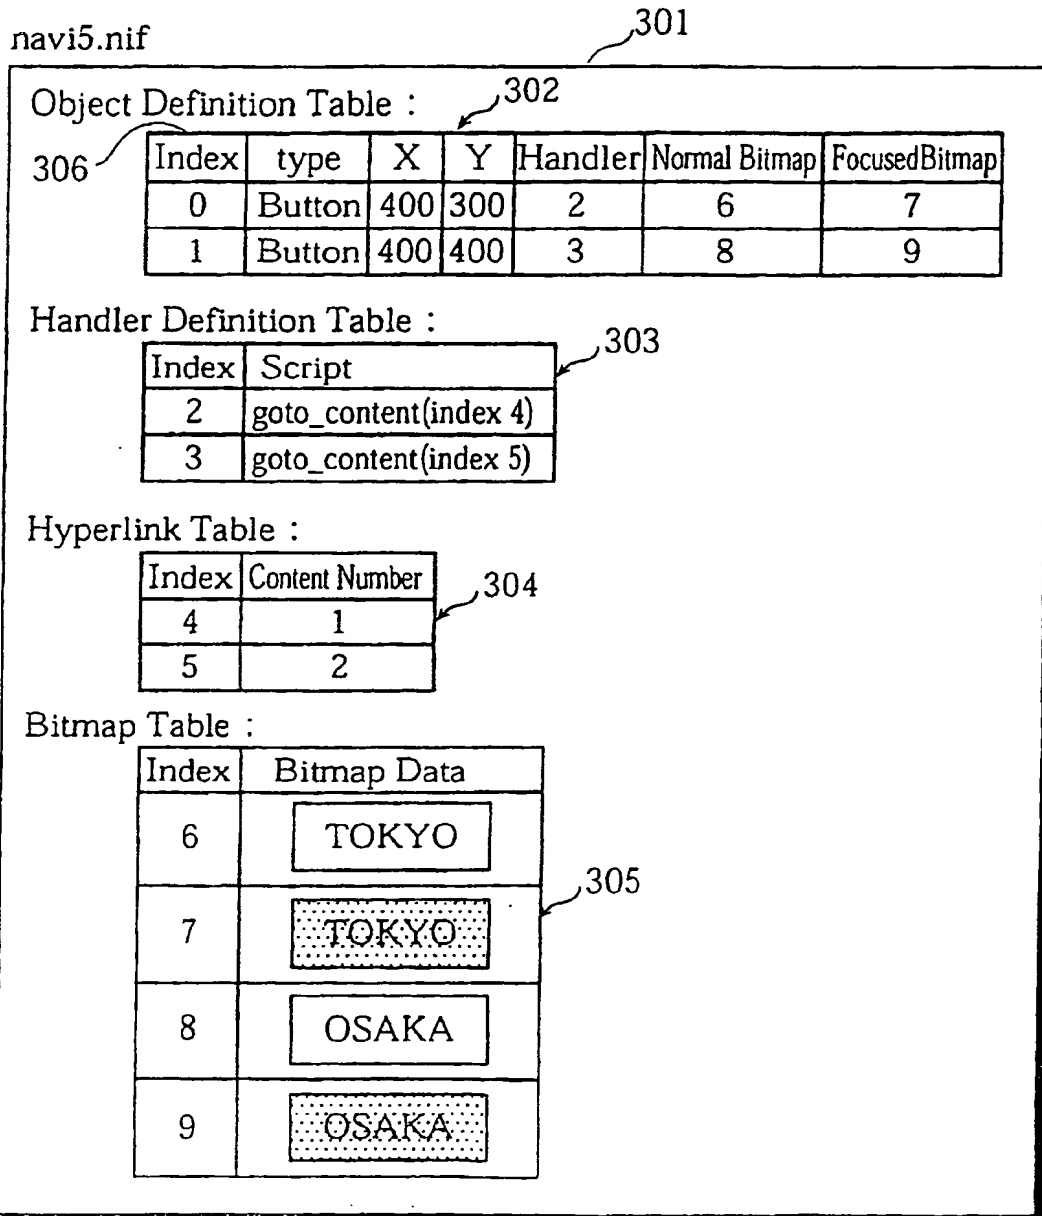 navi5.nif
301
Object Definition Table :
302
306
Index type X Y Handler Normal Bitmap FocusedBitmap
0 Button 400 300 2 6 7
1 Button 400 400 3 8 9
Handler Definition Table :
303
Index Script
2 goto_content(index 4)
3 goto_content(index 5)
Hyperlink Table :
Index Content Number
304
4 1
5 2
Bitmap Table :
Index Bitmap Data
6 TOKYO
305
7 TOKYO
8 OSAKA
9 OSAKA